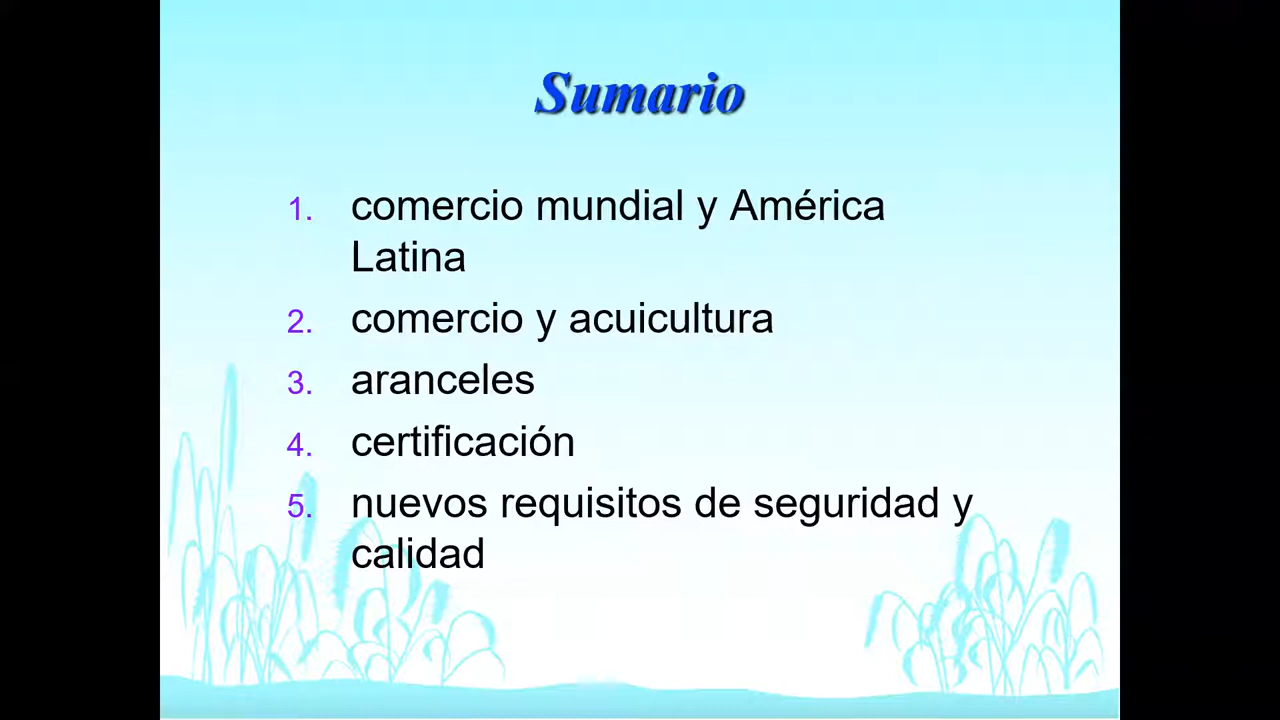 Sumario
1. comercio mundial y América
Latina
2. comercio y acuicultura
3. aranceles
4. certificación
5. nuevos requisitos de seguridad y
calidad